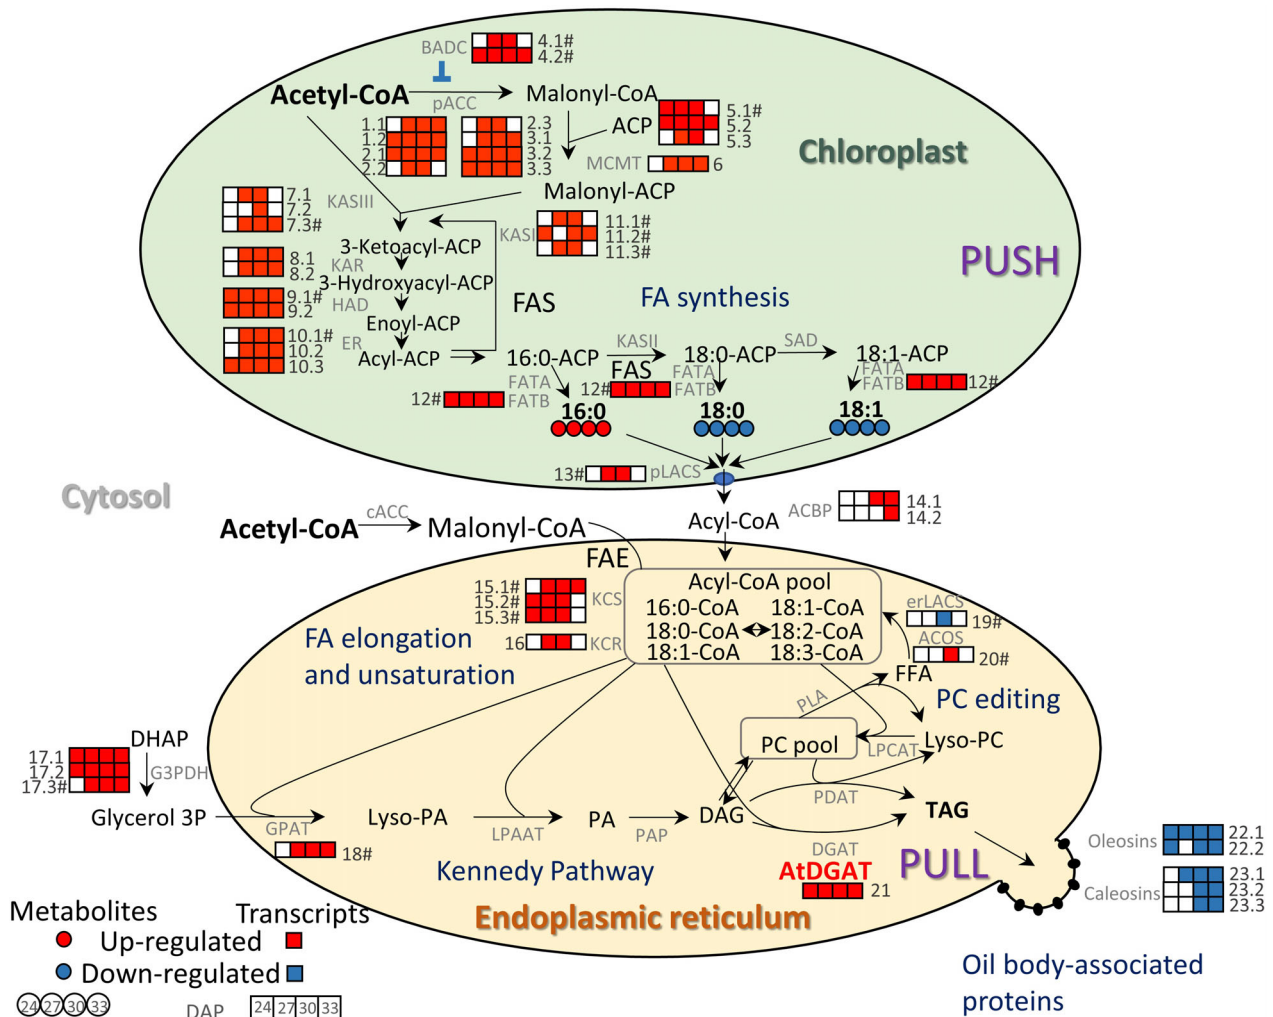 BADC
4.1#
4.2#
Acetyl-CoA
pACC
Malonyl-CoA
ACP
5.1#
5.2
5.3
1.1
1.2
2.1
2.2
2.3
3.1
3.2
3.3
MCMT
6
Chloroplast
Malonyl-ACP
7.1
7.2
7.3#
KASIII
KASI
11.1#
11.2#
11.3#
3-Ketoacyl-ACP
8.1
8.2
KAR
3-Hydroxyacyl-ACP
PUSH
9.1#
9.2
HAD
FAS
FA synthesis
Enoyl-ACP
10.1#
10.2
10.3
ER
Acyl-ACP
16:0-ACP
KASII
FAS
18:0-ACP
SAD
18:1-ACP
12#
FATA
FATB
12#
FATA
FATB
FATA
FATB
12#
16:0
18:0
18:1
13#
pLACS
Cytosol
Acetyl-CoA
cACC
Malonyl-CoA
Acyl-CoA
ACBP
14.1
14.2
FAE
15.1#
15.2#
15.3#
KCS
16
KCR
Acyl-CoA pool
16:0-CoA 18:1-CoA
18:0-CoA 18:2-CoA
18:1-CoA 18:3-CoA
erLACS
19#
ACOS
20#
FA elongation
and unsaturation
FFA
PLA
PC editing
PC pool
LPCAT
Lyso-PC
DHAP
17.1
17.2
17.3#
G3PDH
Glycerol 3P
GPAT
18#
Lyso-PA
LPAAT
PA
PAP
DAG
PDAT
TAG
DGAT
AtDGAT
21
PULL
Kennedy Pathway
Endoplasmic reticulum
Oleosins
22.1
22.2
Caleosins
23.1
23.2
23.3
Oil body-associated
proteins
Metabolites Transcripts
Up-regulated
Down-regulated
24 27 30 33 DAP 24 27 30 33